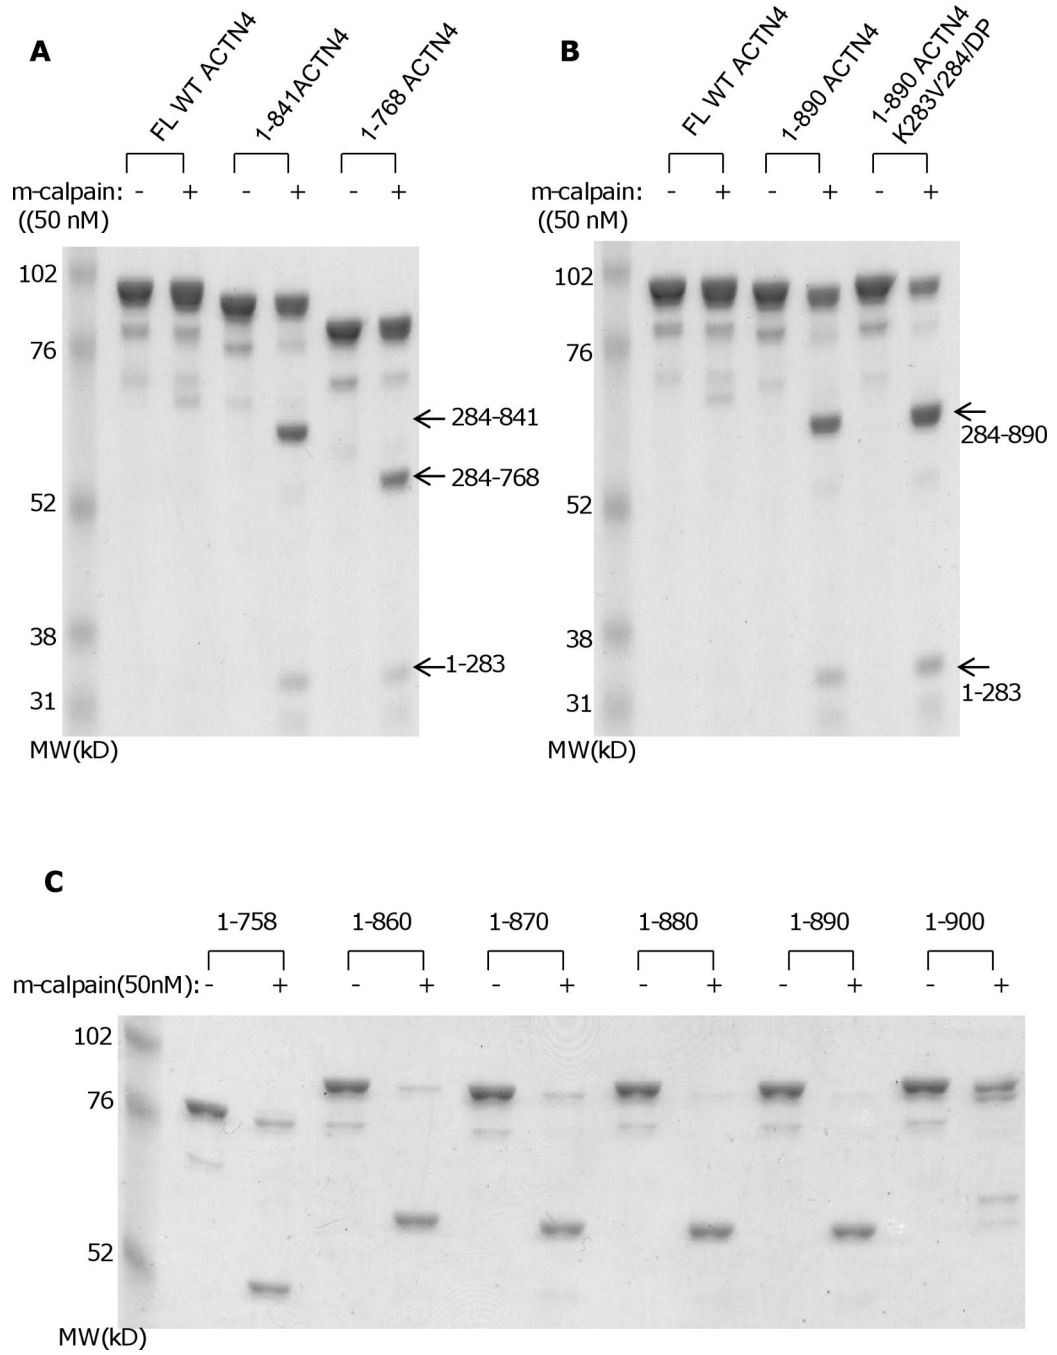 A
FL WT ACTN4
1-841ACTN4
1-768 ACTN4
m-calpain: - + - + - +
((50 nM)
102
76
284-841
284-768
52
38
1-283
31
MW(kD)
B
FL WT ACTN4
1-890 ACTN4
1-890 ACTN4
K283V284/DP
m-calpain: - + - + - +
((50 nM)
102
76
284-890
52
38
1-283
31
MW(kD)
C
1-758 1-860 1-870 1-880 1-890 1-900
m-calpain(50nM): - + - + - + - + - + - +
102
76
52
MW(kD)